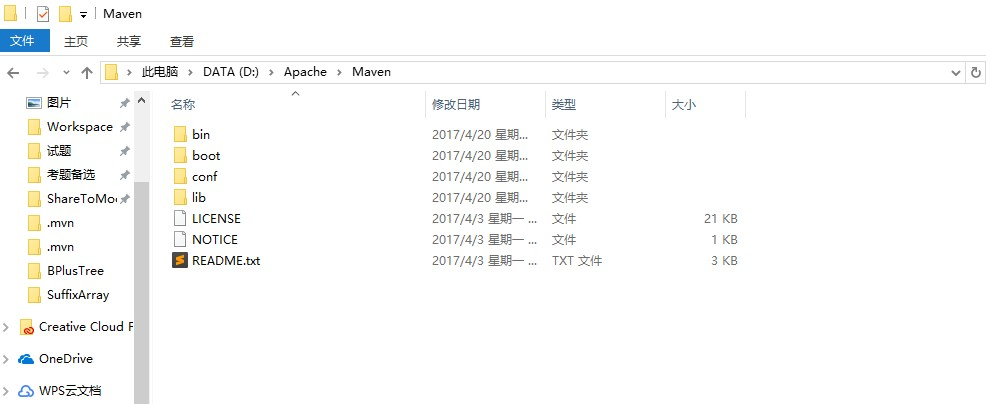 Maven
文件 主页 共享 查看
此电脑 DATA (D:) Apache Maven
图片
Workspace
试题
考题备选
ShareToMo
.mvn
.mvn
BPlusTree
SuffixArray
Creative Cloud F
OneDrive
WPS云文档
名称 修改日期 类型 大小
bin 2017/4/20 星期... 文件夹
boot 2017/4/20 星期... 文件夹
conf 2017/4/20 星期... 文件夹
lib 2017/4/20 星期... 文件夹
LICENSE 2017/4/3 星期一 ... 文件 21 KB
NOTICE 2017/4/3 星期一 ... 文件 1 KB
README.txt 2017/4/3 星期一 ... TXT 文件 3 KB